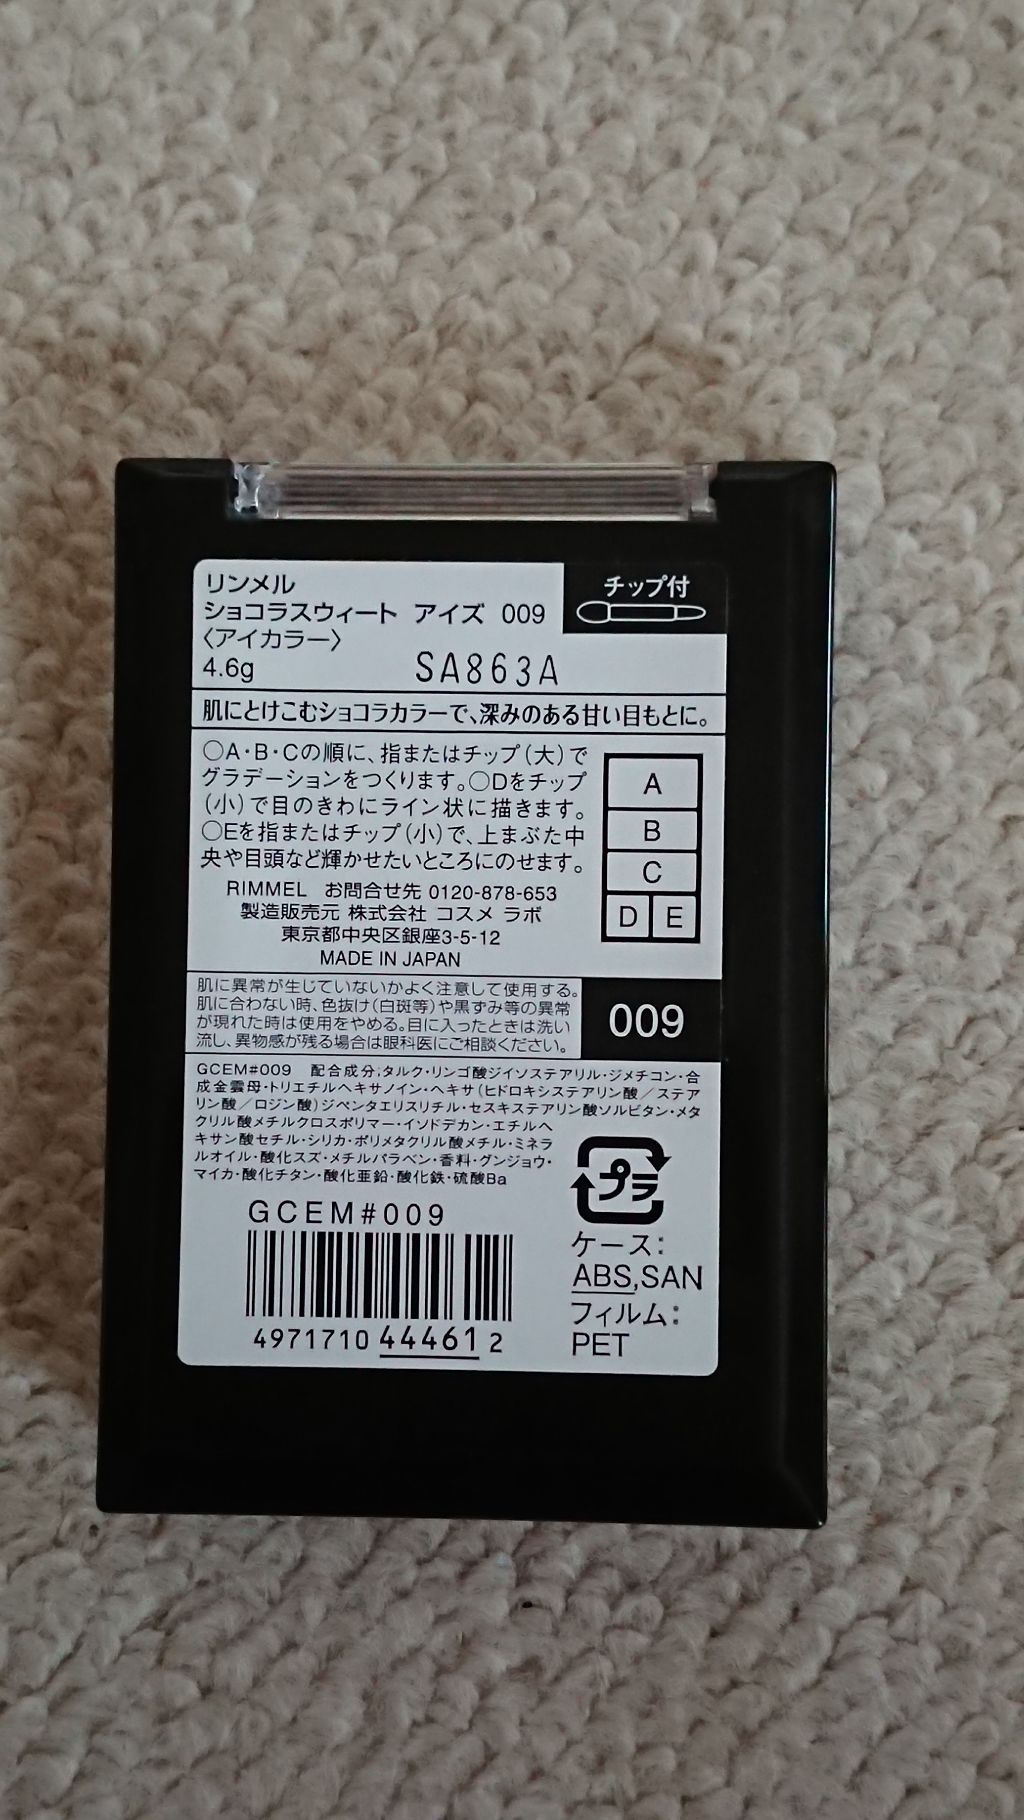 リンメル
ショコラスウィート アイズ 009
〈アイカラー〉
4.6g
SA863A
チップ付
肌にとけこむショコラカラーで、深みのある甘い目もとに。
○A・B・Cの順に、指またはチップ（大）で
グラデーションをつくります。○Dをチップ
（小）で目のきわにライン状に描きます。
○Eを指またはチップ（小）で、上まぶた中
央や目頭など輝かせたいところにのせます。
A
B
C
D E
RIMMEL お問合せ先 0120-878-653
製造販売元 株式会社 コスメ ラボ
東京都中央区銀座3-5-12
MADE IN JAPAN
肌に異常が生じていないかよく注意して使用する。
肌に合わない時、色抜け（白斑等）や黒ずみ等の異常
が現れた時は使用をやめる。目に入ったときは洗い
流し、異物感が残る場合は眼科医にご相談ください。
009
GCEM#009 配合成分:タルク・リンゴ酸ジイソステアリル・ジメチコン・合
成金雲母・トリエチルヘキサノイン・ヘキサ（ヒドロキシステアリン酸／ステア
リン酸／ロジン酸）ジペンタエリスリチル・セスキステアリン酸ソルビタン・メタ
クリル酸メチルクロスポリマー・イソドデカン・エチルヘ
キサン酸セチル・シリカ・ポリメタクリル酸メチル・ミネラ
ルオイル・酸化スズ・メチルパラベン・香料・グンジョウ・
マイカ・酸化チタン・酸化亜鉛・酸化鉄・硫酸Ba
GCEM#009
4971710 44461 2
プラ
ケース:
ABS,SAN
フィルム:
PET